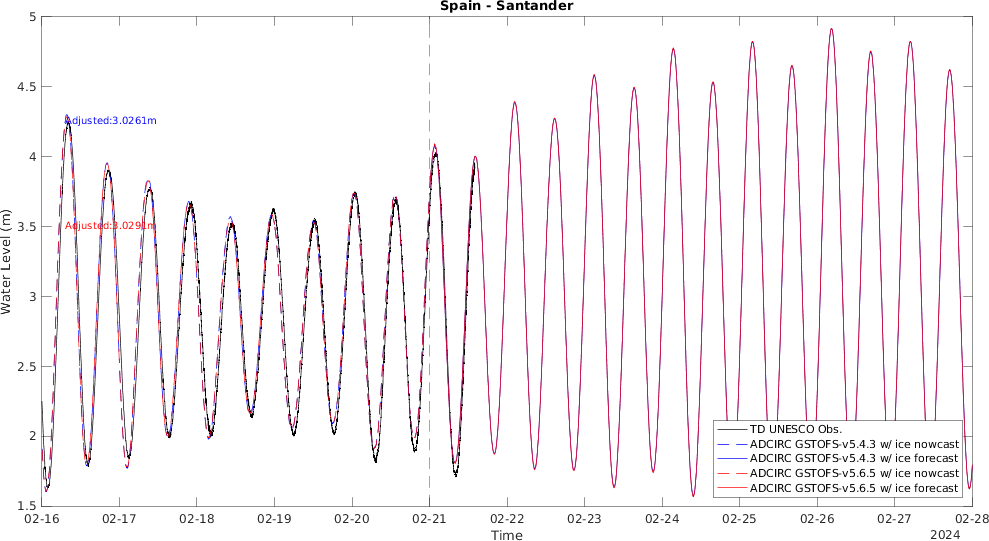 Spain - Santander
Water Level (m)
5
4.5
4
3.5
3
2.5
2
1.5
Adjusted:3.0261m
Adjusted:3.0291m
TD UNESCO Obs.
ADCIRC GSTOFS-v5.4.3 w/ ice nowcast
ADCIRC GSTOFS-v5.4.3 w/ ice forecast
ADCIRC GSTOFS-v5.6.5 w/ ice nowcast
ADCIRC GSTOFS-v5.6.5 w/ ice forecast
02-16 02-17 02-18 02-19 02-20 02-21 02-22 02-23 02-24 02-25 02-26 02-27 02-28
Time
2024